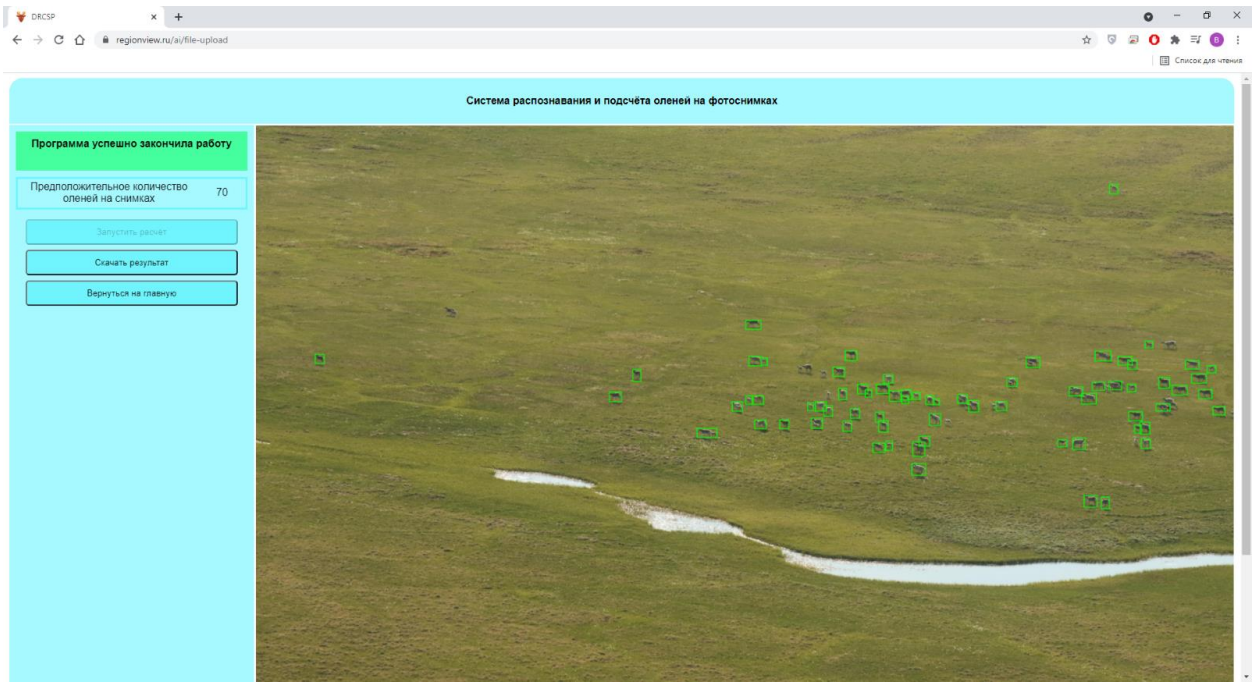 DRCSP
regionview.ru/ai/file-upload
В
Список для чтения
Система распознавания и подсчёта оленей на фотоснимках
Программа успешно закончила работу
Предположительное количество
оленей на снимках
70
Запустить расчёт
Скачать результат
Вернуться на главную